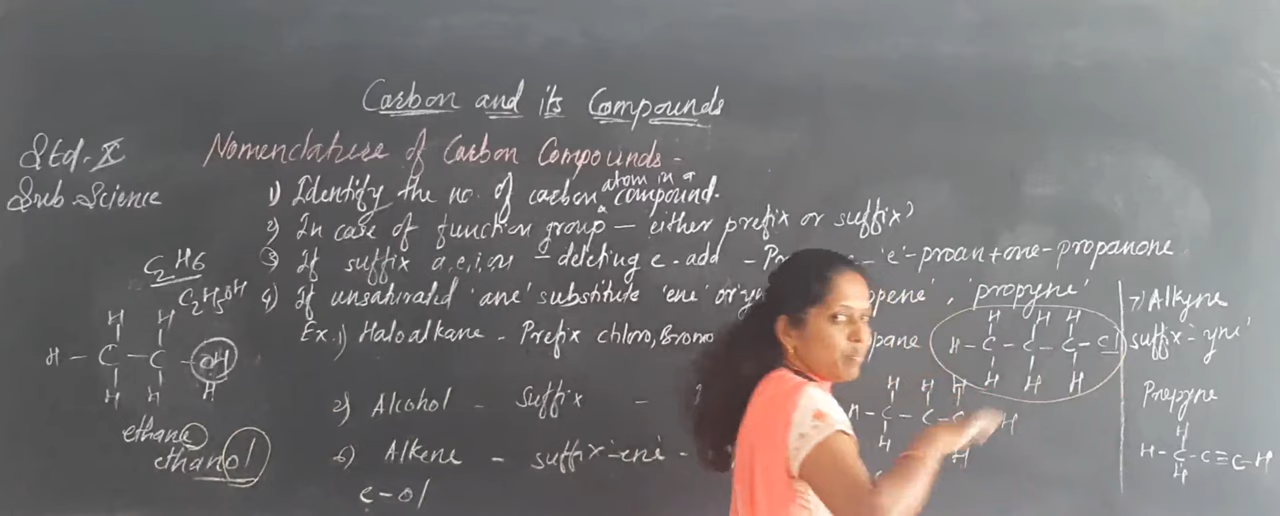 Carbon and its Compounds
Std-X
Sub Science
Nomenclature of Carbon Compounds -
1) Identify the no. of carbon atom in a compound.
2) In case of function group - either prefix or suffix
3) If suffix a,e,i,ou - deleting e-add - 'e'-proan+one-propanone
4) If unsaturated 'ane' substitute 'ene' or 'propyne'
Ex.1) Haloalkane - Prefix chloro, Bromo
2) Alcohol - suffix -
6) Alkene - suffix-'ene' -
e-ol
C2H6
C2H5OH
H H
H - C - C - OH
H H H
ethane
ethanol
H H H
H - C - C - C - Cl
H H H
H H H
H - C - C - C H
H H
7) Alkyne
suffix-'yne'
Propyne
H
H - C - C ≡ C - H
H